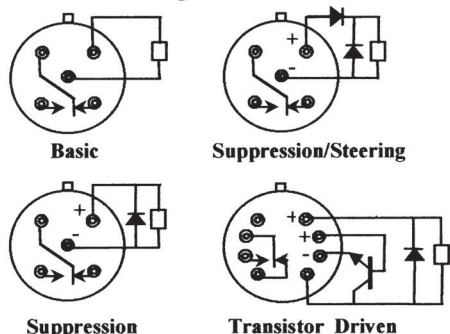 +
-
Basic
Suppression/Steering
+
-
+
+
-
Suppression
Transistor Driven